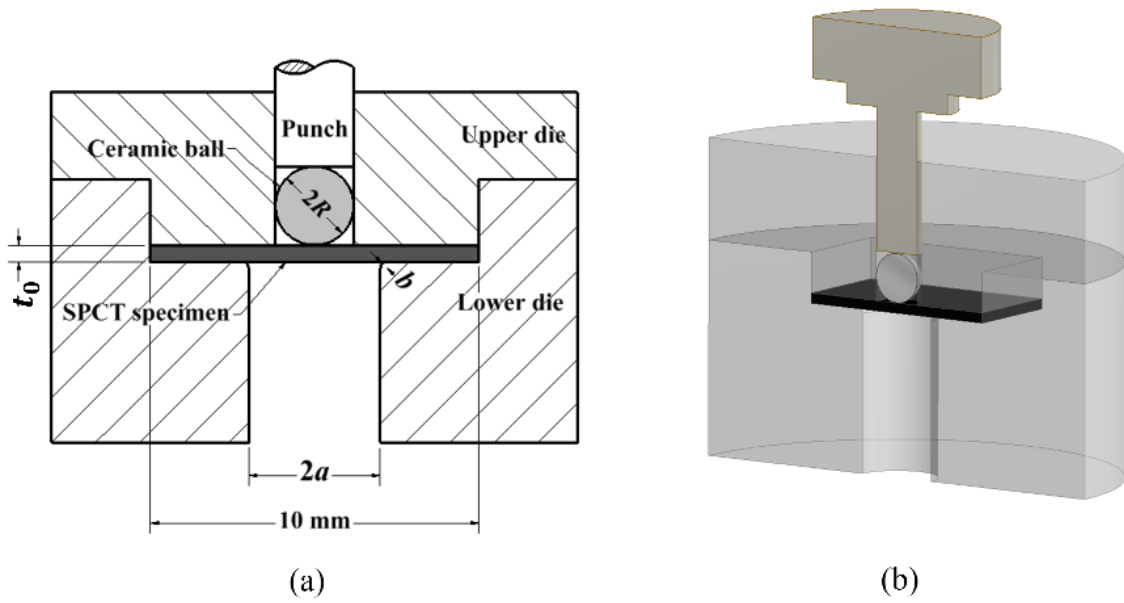 Punch
Upper die
Ceramic ball
2R
t₀
b
SPCT specimen
Lower die
2a
10 mm
(a)
(b)